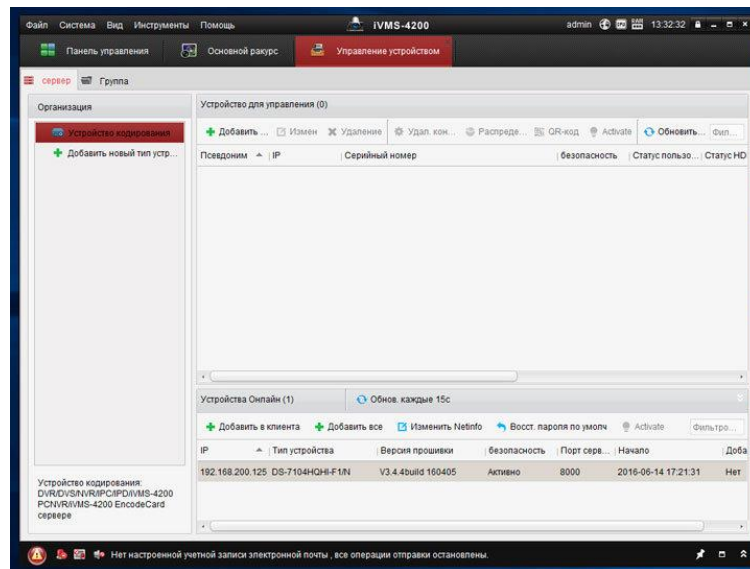 Файл Система Вид Инструменты Помощь iVMS-4200 admin 13:32:32
Панель управления Основной ракурс Управление устройством
сервер Группа
Организация
Устройство кодирования
Добавить новый тип устр...
Устройство кодирования:
DVR/DVS/NVR/IPC/IPD/iVMS-4200
PCNVR/iVMS-4200 EncodeCard
сервере
Устройство для управления (0)
Добавить ... Измен Удаление Удал. кон... Распреде... QR-код Activate Обновить... Фил...
Псевдоним IP Серийный номер безопасность Статус пользо... Статус HD
Устройства Онлайн (1) Обнов. каждые 15с
Добавить в клиента Добавить все Изменить Netinfo Восст. пароля по умолч Activate Фильтро...
IP Тип устройства Версия прошивки безопасность Порт серв... Начало Доба
192.168.200.125 DS-7104HQHI-F1/N V3.4.4build 160405 Активно 8000 2016-06-14 17:21:31 Нет
Нет настроенной учетной записи электронной почты , все операции отправки остановлены.